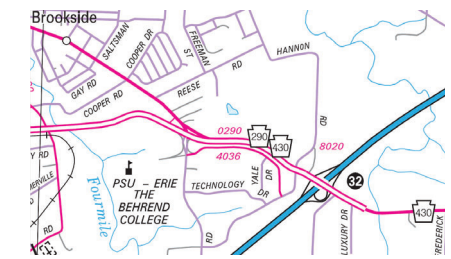 Brookside
SALTSMAN
COOPER DR
FREEMAN
ST
HANNON
RD
GAY RD
COOPER RD
REESE
RD
0290
290
430
4036
8020
Y RD
MERVILLE
RD
PSU – ERIE
THE
BEHREND
COLLEGE
TECHNOLOGY
DR
YALE
DR
32
Fourmile
RD
LUXURY DR
430
FREDERICK